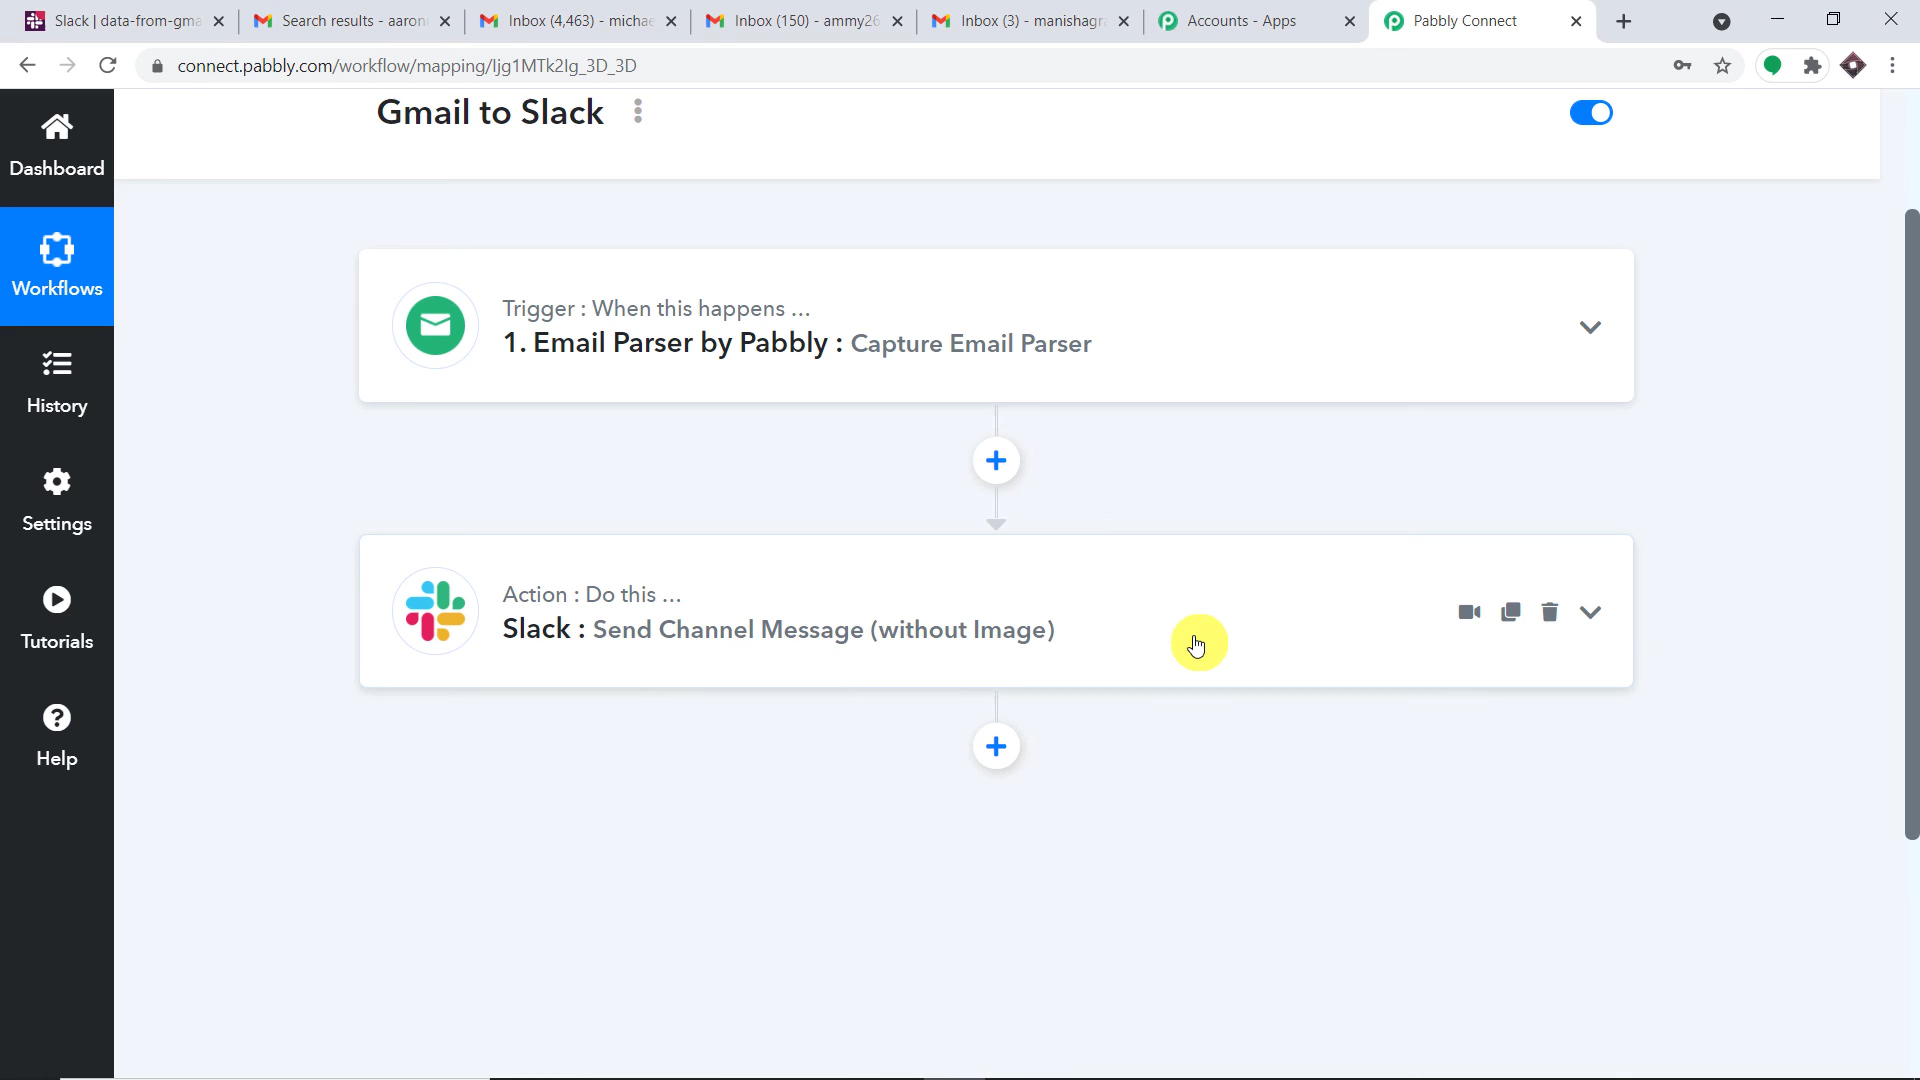 Slack | data-from-gma
Search results - aaron
Inbox (4,463) - michae
Inbox (150) - ammy26
Inbox (3) - manishagr
Accounts - Apps
Pabbly Connect
connect.pabbly.com/workflow/mapping/Ijg1MTk2Ig_3D_3D
Gmail to Slack
Dashboard
Workflows
History
Settings
Tutorials
Help
Trigger : When this happens ...
1. Email Parser by Pabbly : Capture Email Parser
Action : Do this ...
Slack : Send Channel Message (without Image)